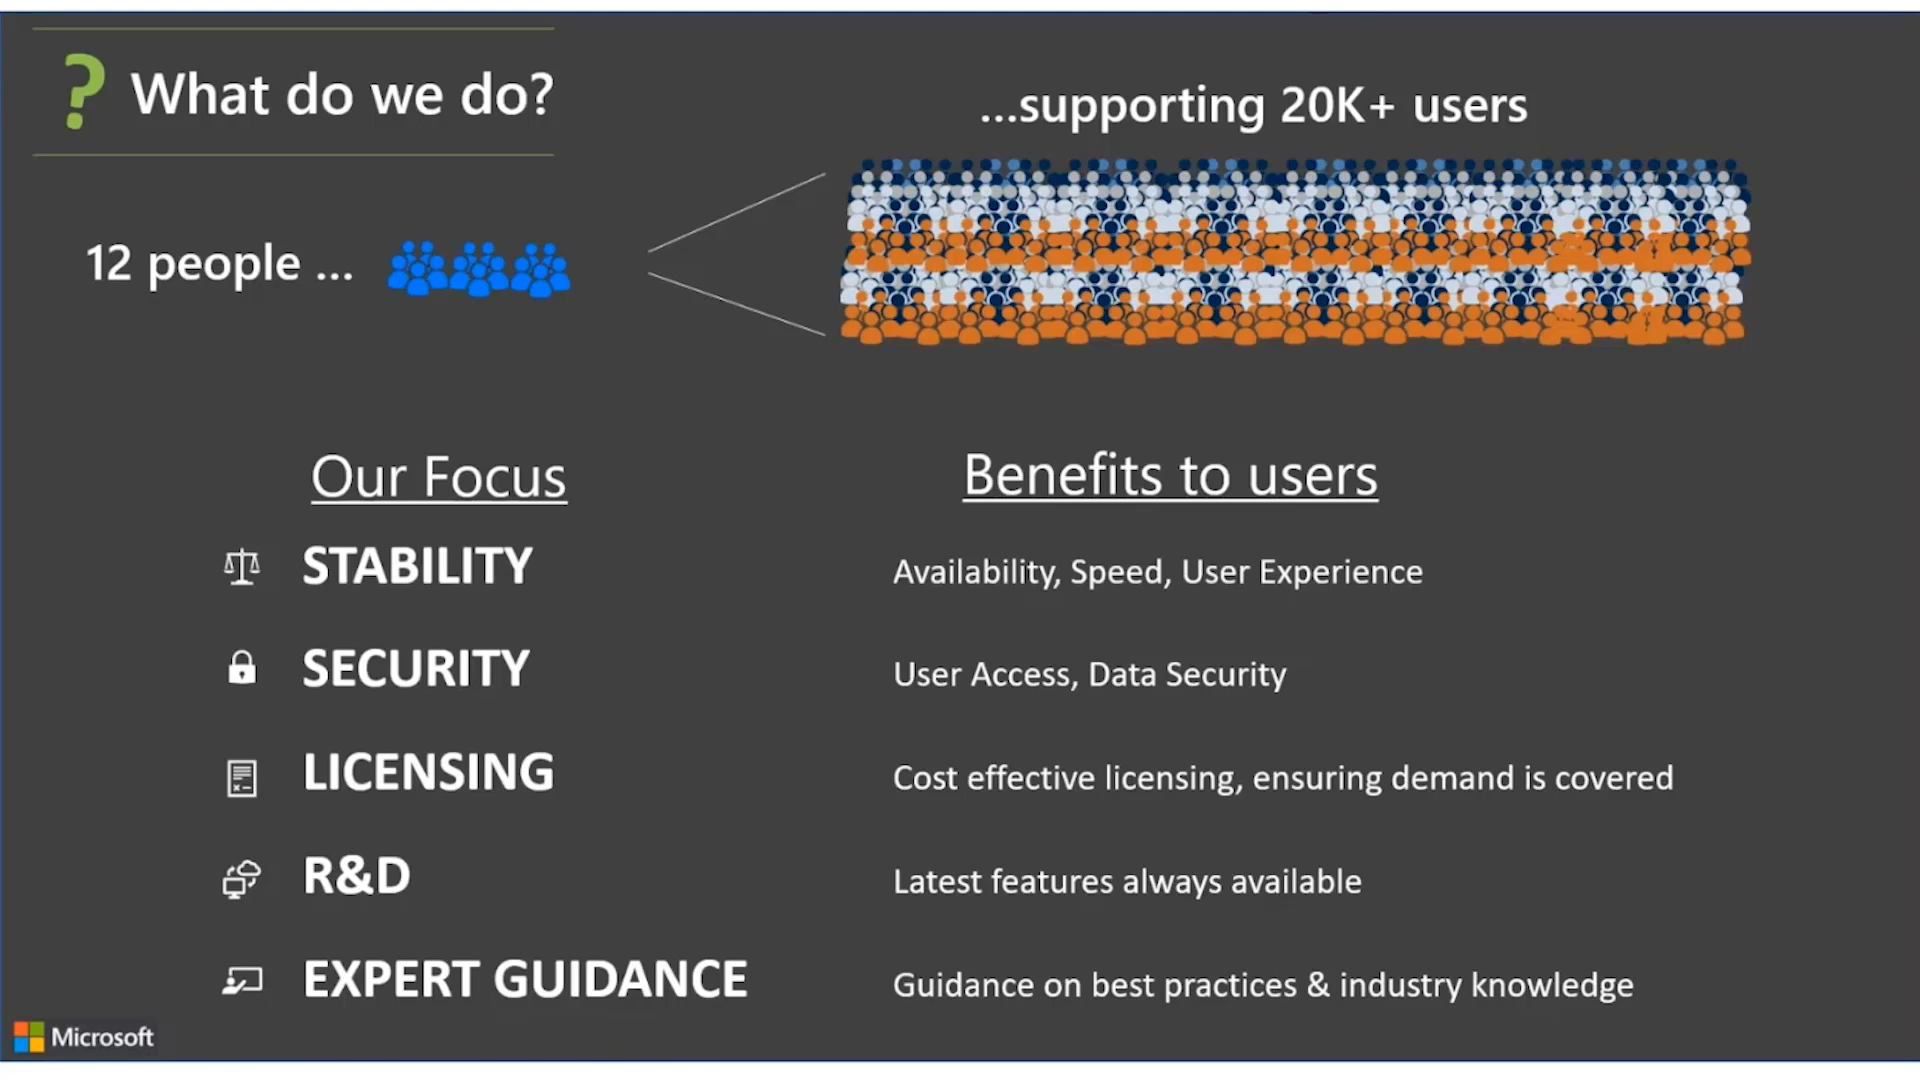 ? What do we do?
...supporting 20K+ users
12 people ...
Our Focus
Benefits to users
STABILITY
Availability, Speed, User Experience
SECURITY
User Access, Data Security
LICENSING
Cost effective licensing, ensuring demand is covered
R&D
Latest features always available
EXPERT GUIDANCE
Guidance on best practices & industry knowledge
Microsoft